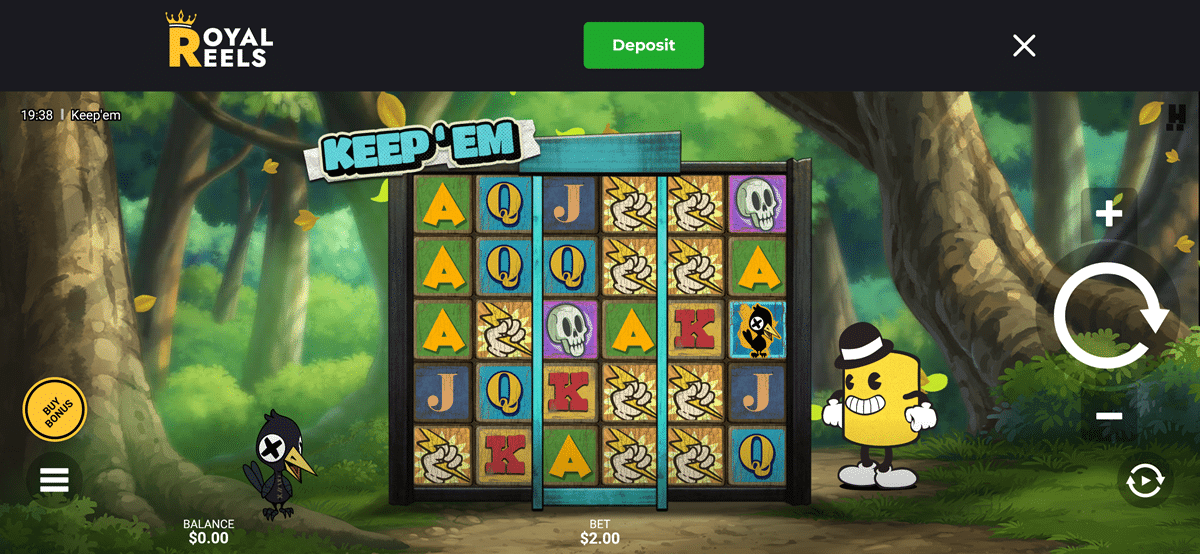 ROYAL
REELS
Deposit
19:38 | Keep'em
KEEP 'EM
A Q J
Q Q A
A
A A K
J Q K J
K A Q
BUY
BONUS
BALANCE
$0.00
BET
$2.00